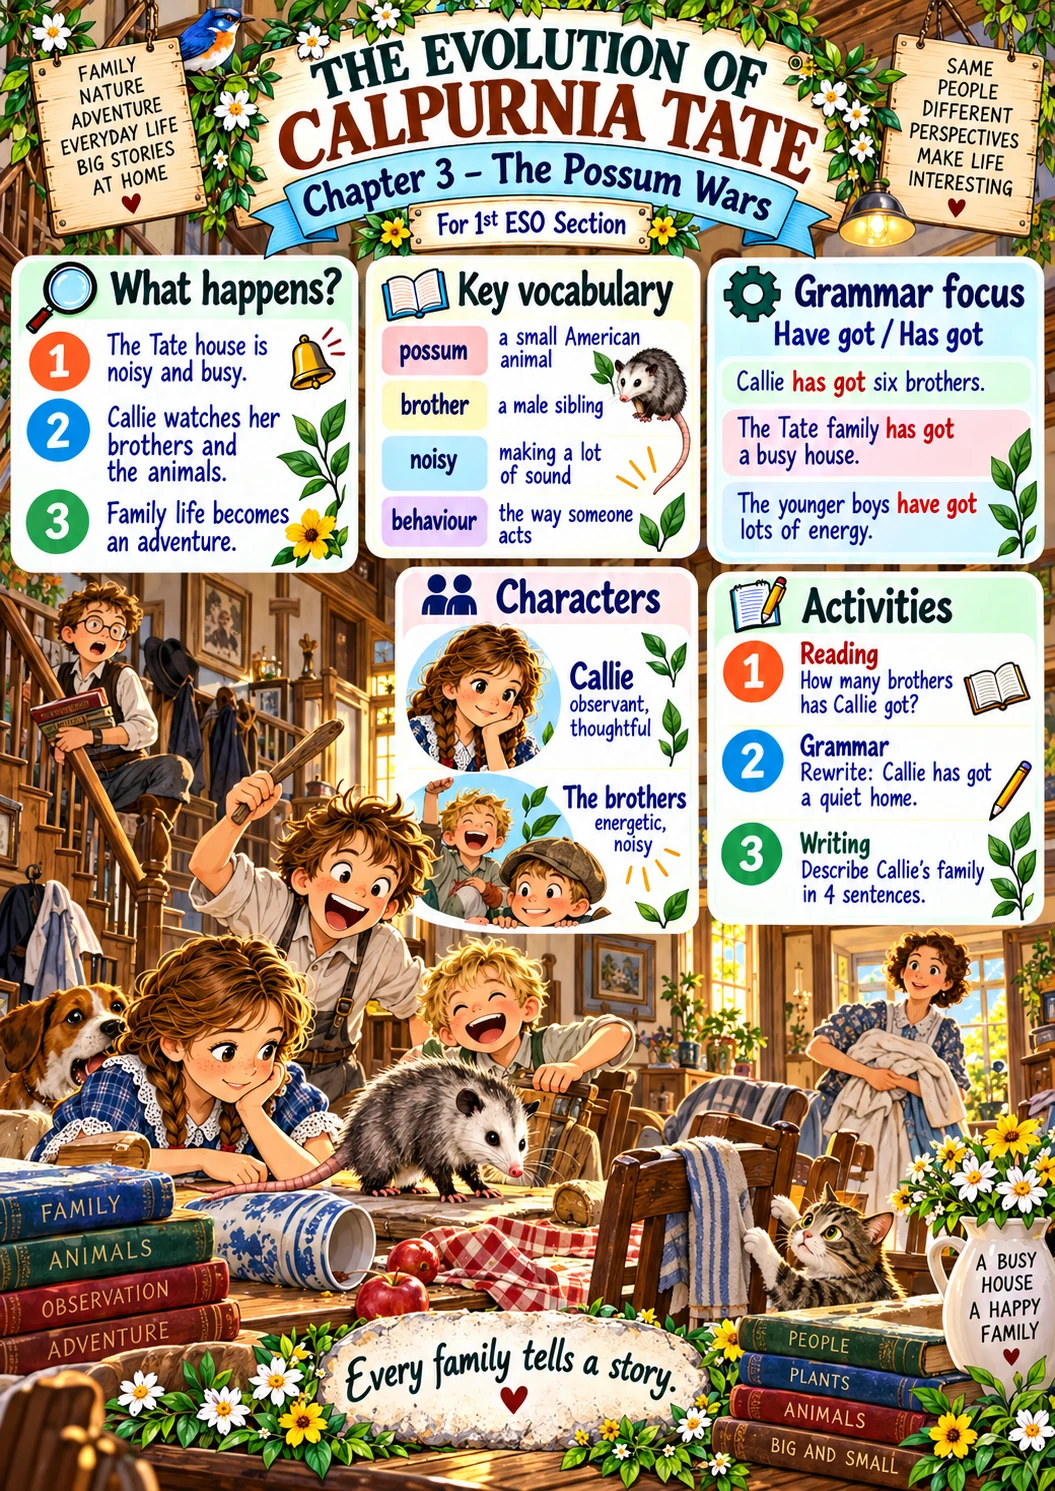 FAMILY
NATURE
ADVENTURE
EVERYDAY LIFE
BIG STORIES
AT HOME
THE EVOLUTION OF
CALPURNIA TATE
Chapter 3 – The Possum Wars
For 1st ESO Section
SAME
PEOPLE
DIFFERENT
PERSPECTIVES
MAKE LIFE
INTERESTING
What happens?
1
The Tate house is
noisy and busy.
2
Callie watches her
brothers and
the animals.
3
Family life becomes
an adventure.
Key vocabulary
possum
a small American
animal
brother
a male sibling
noisy
making a lot
of sound
behaviour
the way someone
acts
Grammar focus
Have got / Has got
Callie has got six brothers.
The Tate family has got
a busy house.
The younger boys have got
lots of energy.
Characters
Callie
observant,
thoughtful
The brothers
energetic,
noisy
Activities
1
Reading
How many brothers
has Callie got?
2
Grammar
Rewrite: Callie has got
a quiet home.
3
Writing
Describe Callie's family
in 4 sentences.
FAMILY
ANIMALS
OBSERVATION
ADVENTURE
Every family tells a story.
A BUSY
HOUSE
A HAPPY
FAMILY
PEOPLE
PLANTS
ANIMALS
BIG AND SMALL